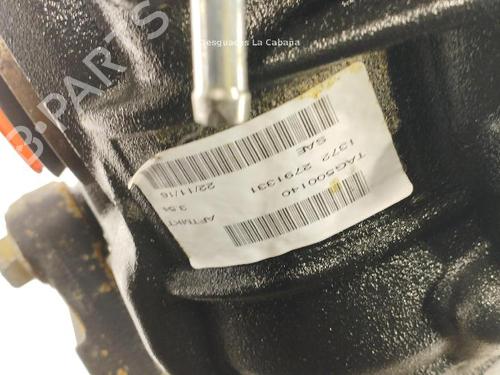 Desguaces La Cabaña
B-PARTS
TAG500140
1372 2791331
SAE
AFTMKT 3.54 22/11/16